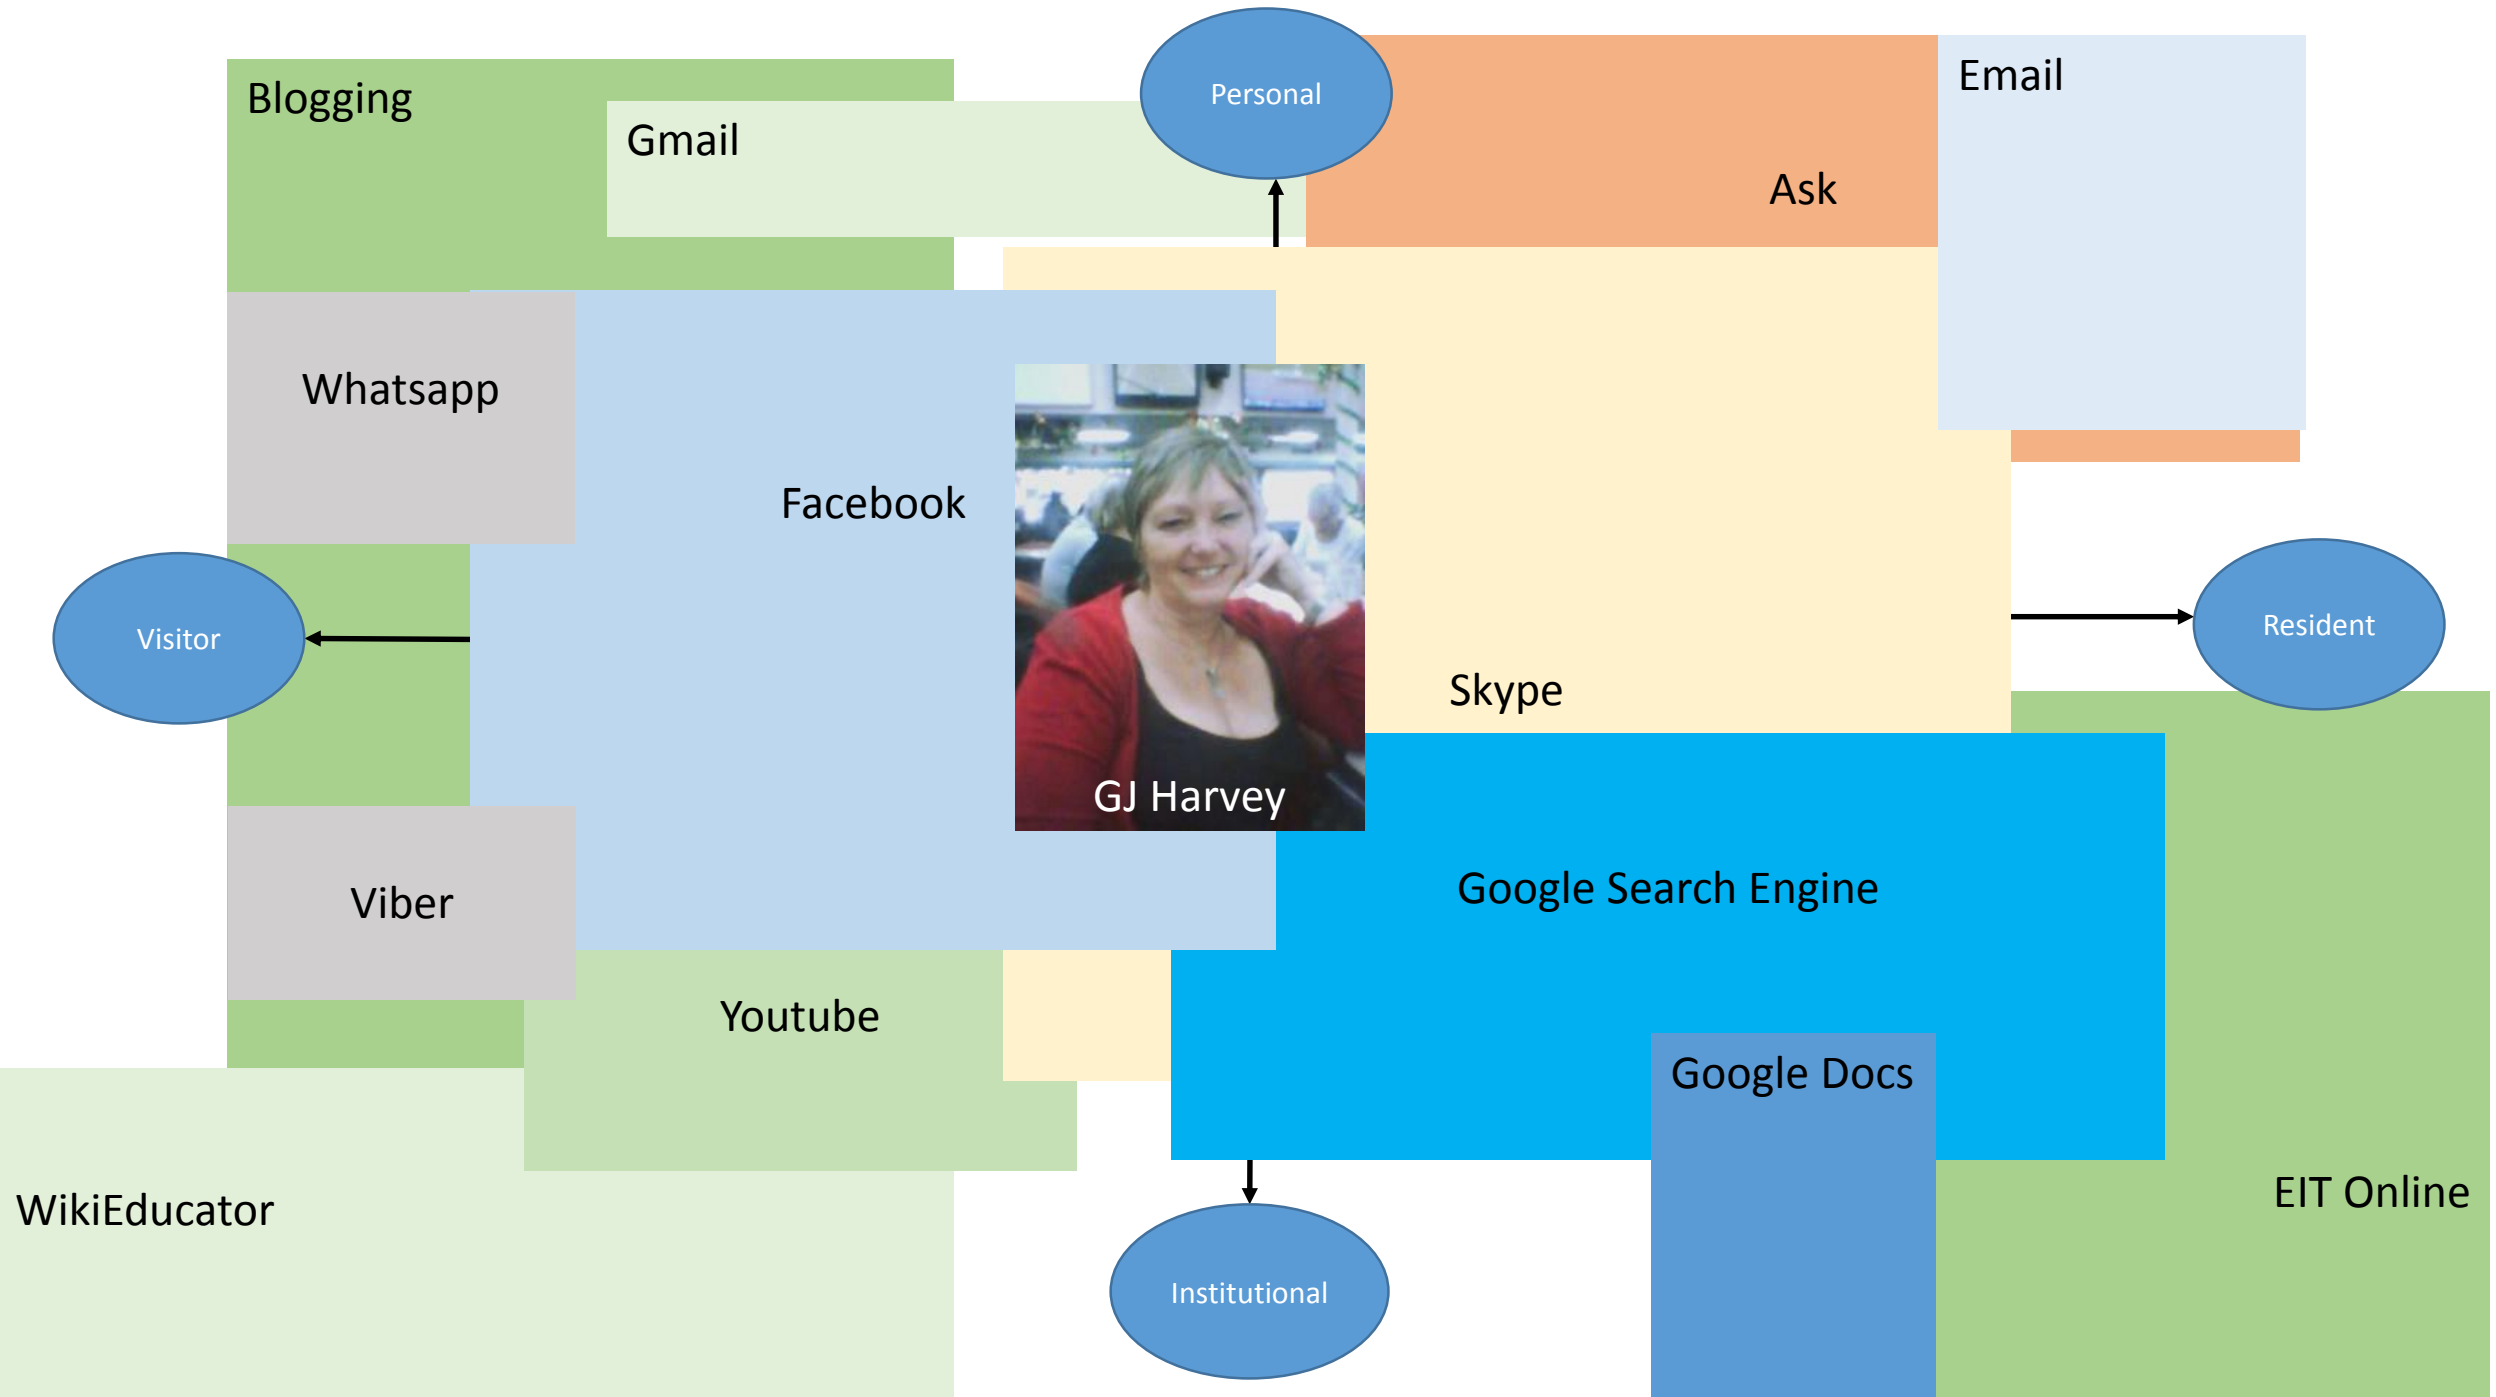 Personal
Email
Blogging
Gmail
Ask
Whatsapp
Facebook
Visitor
Resident
Skype
GJ Harvey
Google Search Engine
Viber
Youtube
Google Docs
WikiEducator
EIT Online
Institutional